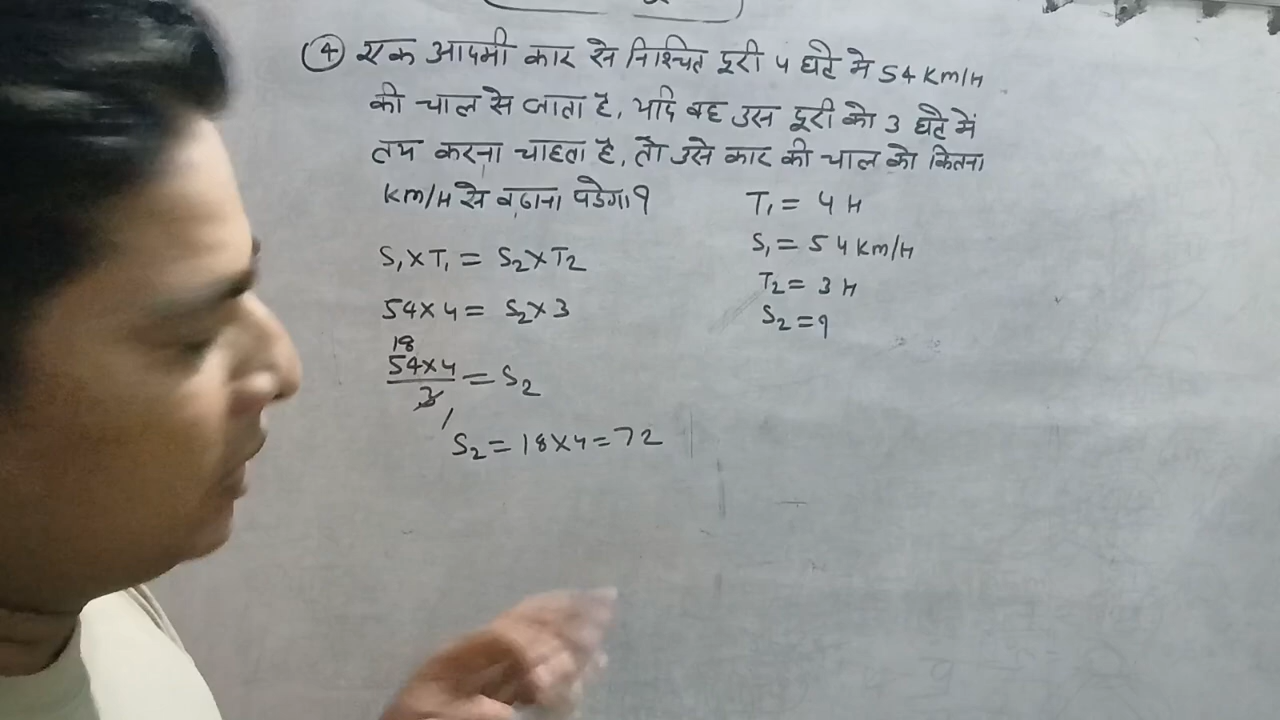 ④ एक आदमी कार से निश्चित दूरी 4 घंटे मे 54 Km/H
की चाल से जाता है, यदि वह उस दूरी को 3 घंटे में
तय करना चाहता है, तो उसे कार की चाल को कितना
Km/H से बढाना पडेगा?
T₁ = 4 H
S₁ = 54 Km/H
T₂ = 3 H
S₂ = ?
S₁ × T₁ = S₂ × T₂
54 × 4 = S₂ × 3
18
54 × 4 / 3 = S₂
1
S₂ = 18 × 4 = 72